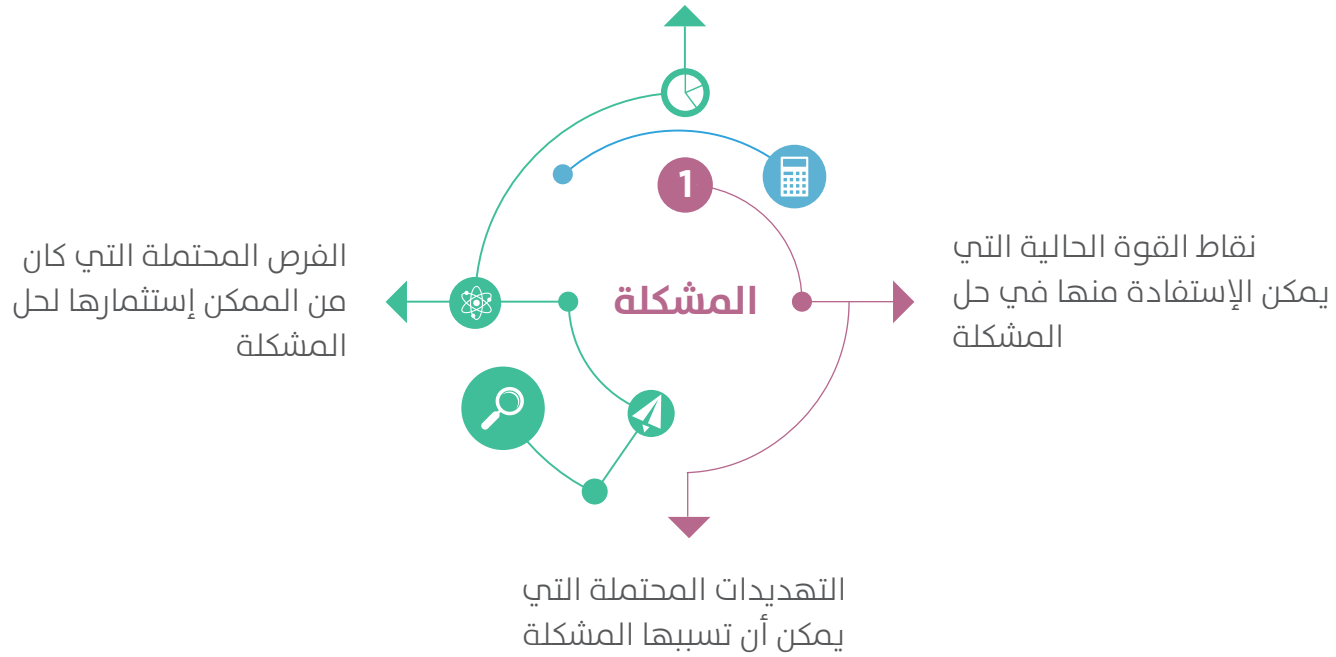 1
المشكلة
نقاط القوة الحالية التي
يمكن الإستفادة منها في حل
المشكلة
الفرص المحتملة التي كان
من الممكن إستثمارها لحل
المشكلة
التهديدات المحتملة التي
يمكن أن تسببها المشكلة